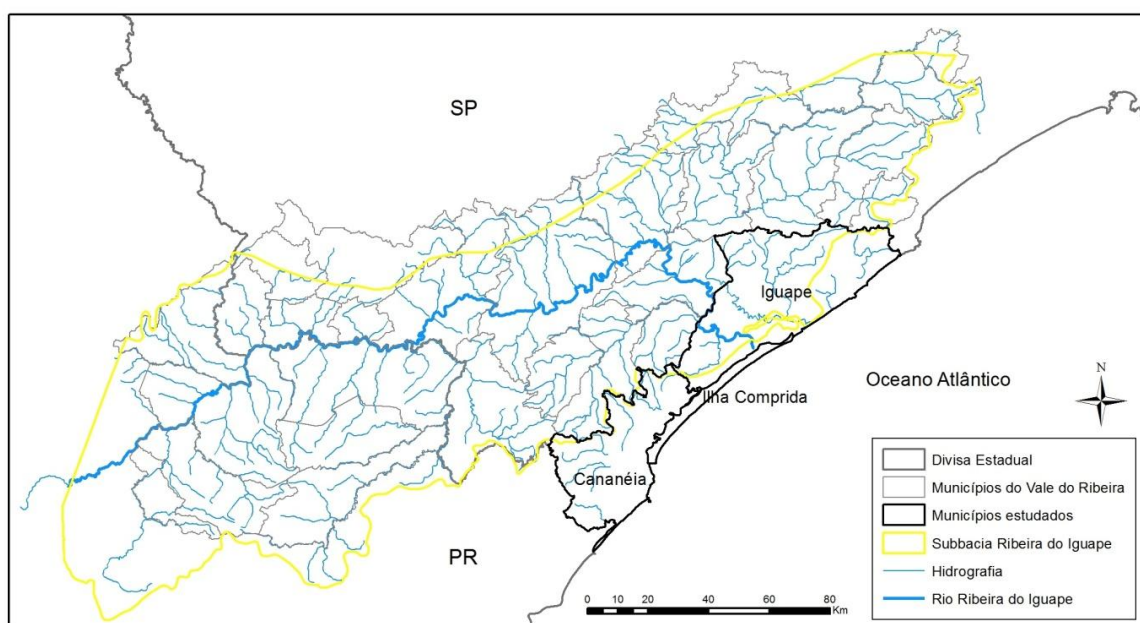 SP
Iguape
Oceano Atlântico
Ilha Comprida
Cananéia
PR
N
0 20 40 60 80
Km
Divisa Estadual
Municípios do Vale do Ribeira
Municípios estudados
Subbacia Ribeira do Iguape
Hidrografia
Rio Ribeira do Iguape